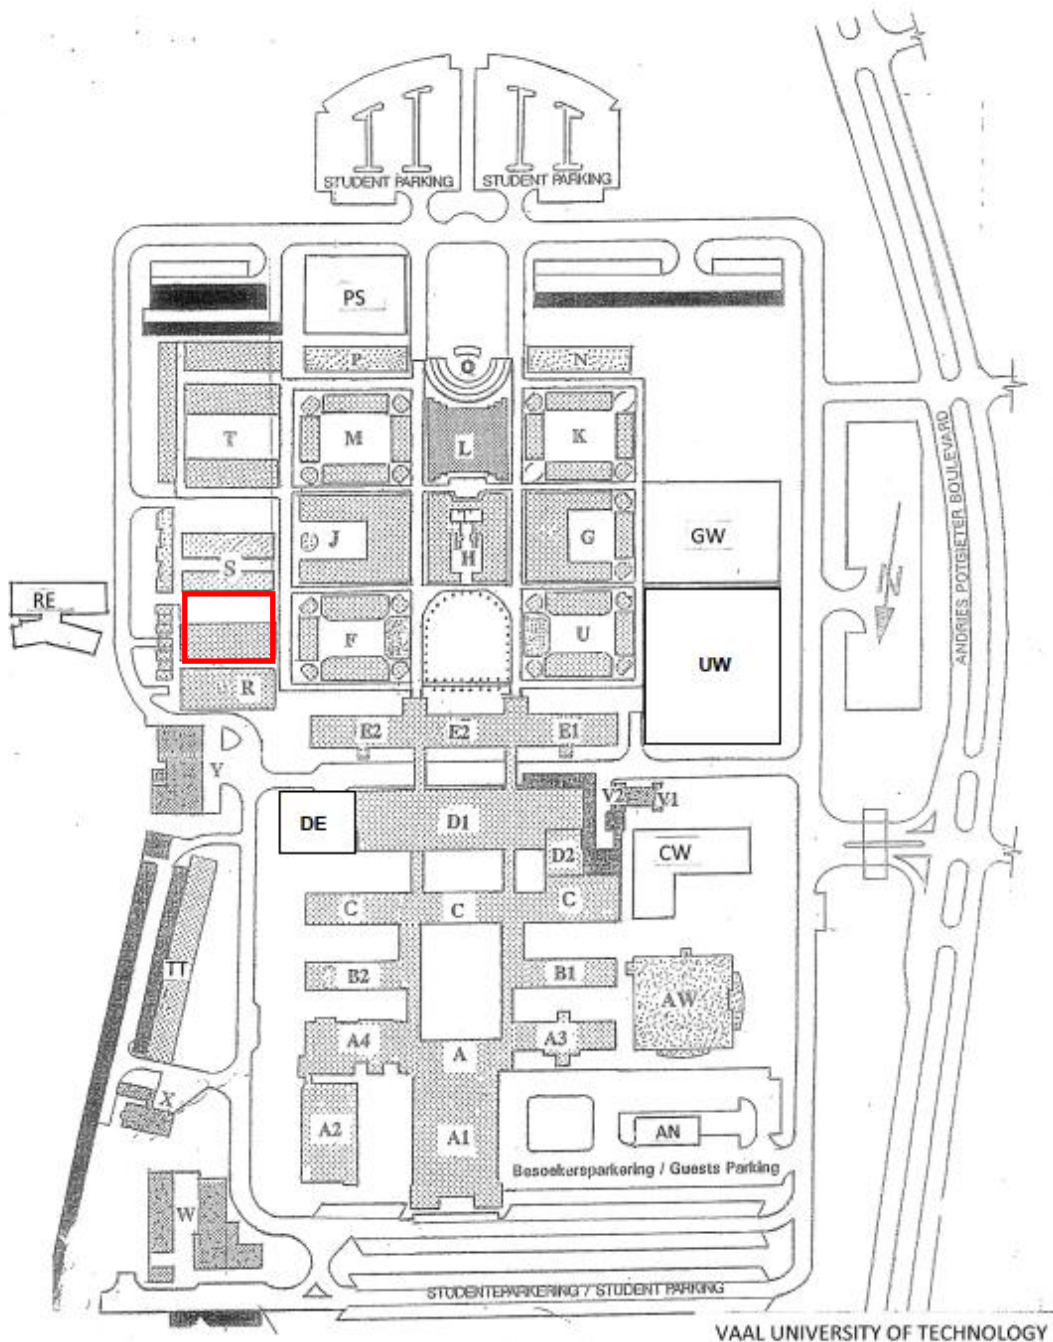 STUDENT PARKING
STUDENT PARKING
PS
P
O
N
T
M
L
K
J
H
G
GW
S
RE
F
U
UW
R
ANDRIES POTGIETER BOULEVARD
E2
E2
E1
Y
V2
V1
DE
D1
D2
CW
C
C
C
TT
B2
B1
AW
A4
A
A3
X
A2
A1
AN
Besoekersparkering / Guests Parking
W
STUDENTEPARKERING / STUDENT PARKING
VAAL UNIVERSITY OF TECHNOLOGY